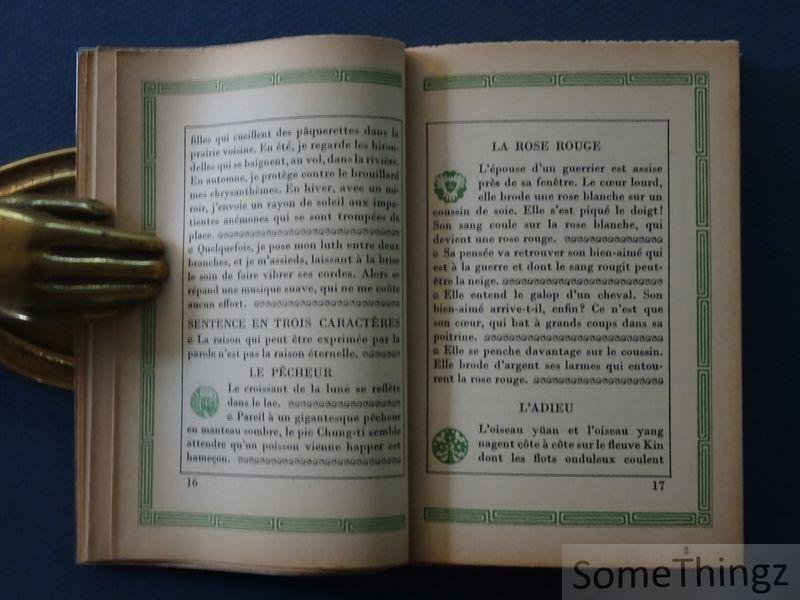 filles qui cueillent des pâquerettes dans la
prairie voisine. En été, je regarde les hiron-
delles qui se baignent, au vol, dans la rivière.
En automne, je protège contre le brouillard
mes chrysanthèmes. En hiver, avec un mi-
roir, j'envoie un rayon de soleil aux impa-
tientes anémones qui se sont trompées de
place.
Quelquefois, je pose mon luth entre deux
branches, et je m'assieds, laissant à la brise
le soin de faire vibrer ses cordes. Alors se
répand une musique suave, qui ne me coûte
aucun effort.
SENTENCE EN TROIS CARACTÈRES
La raison qui peut être exprimée par la
parole n'est pas la raison éternelle.
LE PÊCHEUR
Le croissant de la lune se reflète
dans le lac.
Pareil à un gigantesque pêcheur
en manteau sombre, le pic Chung-ti semble
attendre qu'un poisson vienne happer cet
hameçon.
16
LA ROSE ROUGE
L'épouse d'un guerrier est assise
près de sa fenêtre. Le cœur lourd,
elle brode une rose blanche sur un
coussin de soie. Elle s'est piqué le doigt!
Son sang coule sur la rose blanche, qui
devient une rose rouge.
Sa pensée va retrouver son bien-aimé qui
est à la guerre et dont le sang rougit peut-
être la neige.
Elle entend le galop d'un cheval. Son
bien-aimé arrive-t-il, enfin? Ce n'est que
son cœur, qui bat à grands coups dans sa
poitrine.
Elle se penche davantage sur le coussin.
Elle brode d'argent ses larmes qui entou-
rent la rose rouge.
L'ADIEU
L'oiseau yüan et l'oiseau yang
nagent côte à côte sur le fleuve Kin
dont les flots onduleux coulent
17
2
SomeThingz